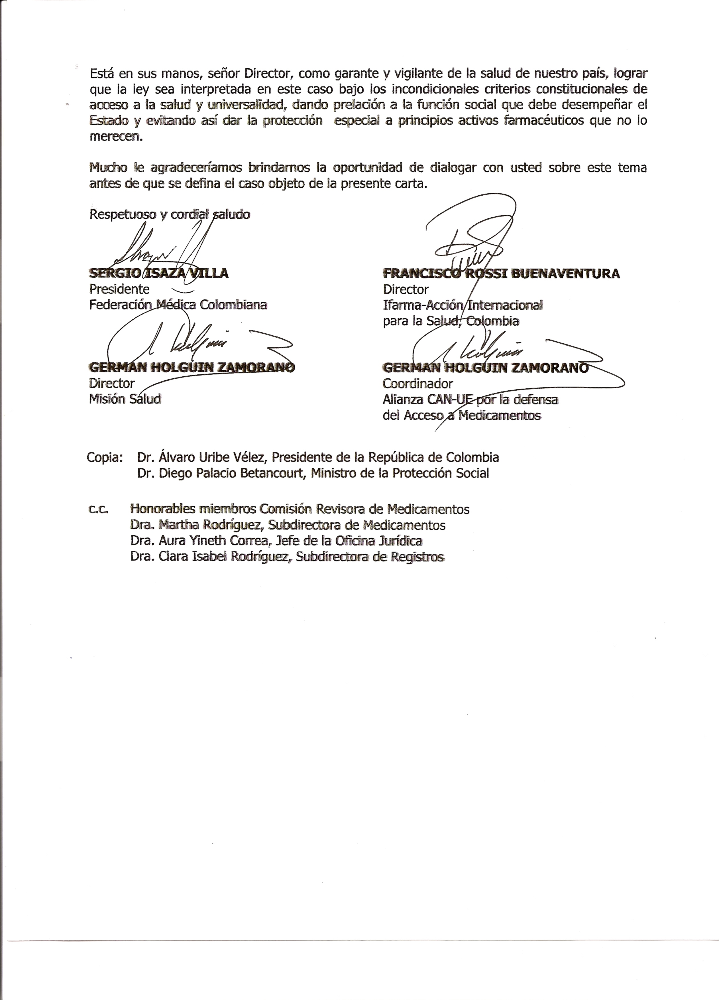 Está en sus manos, señor Director, como garante y vigilante de la salud de nuestro país, lograr
que la ley sea interpretada en este caso bajo los incondicionales criterios constitucionales de
acceso a la salud y universalidad, dando prelación a la función social que debe desempeñar el
Estado y evitando así dar la protección especial a principios activos farmacéuticos que no lo
merecen.
Mucho le agradeceríamos brindarnos la oportunidad de dialogar con usted sobre este tema
antes de que se defina el caso objeto de la presente carta.
Respetuoso y cordial saludo
SERGIO ISAZA VILLA
Presidente
Federación Médica Colombiana
FRANCISCO ROSSI BUENAVENTURA
Director
Ifarma-Acción Internacional
para la Salud, Colombia
GERMAN HOLGUIN ZAMORANO
Director
Misión Salud
GERMAN HOLGUIN ZAMORANO
Coordinador
Alianza CAN-UE por la defensa
del Acceso a Medicamentos
Copia: Dr. Álvaro Uribe Vélez, Presidente de la República de Colombia
Dr. Diego Palacio Betancourt, Ministro de la Protección Social
c.c. Honorables miembros Comisión Revisora de Medicamentos
Dra. Martha Rodríguez, Subdirectora de Medicamentos
Dra. Aura Yineth Correa, Jefe de la Oficina Jurídica
Dra. Clara Isabel Rodríguez, Subdirectora de Registros